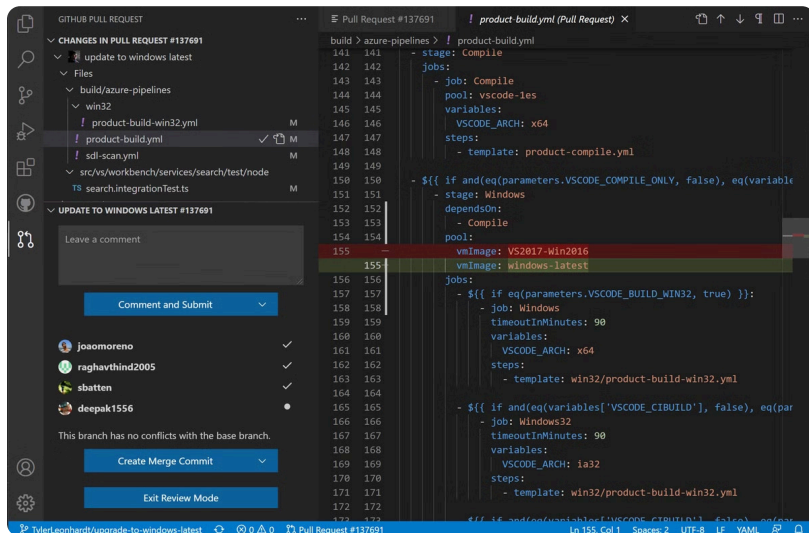 GITHUB PULL REQUEST
CHANGES IN PULL REQUEST #137691
update to windows latest
Files
build/azure-pipelines
win32
! product-build-win32.yml M
! product-build.yml M
! sdl-scan.yml M
src/vs/workbench/services/search/test/node
TS search.integrationTest.ts M
UPDATE TO WINDOWS LATEST #137691
Leave a comment
Comment and Submit
joaomoreno
raghavthind2005
sbatten
deepak1556
This branch has no conflicts with the base branch.
Create Merge Commit
Exit Review Mode
Pull Request #137691
! product-build.yml (Pull Request)
build > azure-pipelines > ! product-build.yml
141 141 - stage: Compile
142 142 jobs:
143 143 - job: Compile
144 144 pool: vscode-1es
145 145 variables:
146 146 VSCODE_ARCH: x64
147 147 steps:
148 148 - template: product-compile.yml
149 149
150 150 - ${{ if and(eq(parameters.VSCODE_COMPILE_ONLY, false), eq(variable
151 151 - stage: Windows
152 152 dependsOn:
153 153 - Compile
154 154 pool:
155 — vmImage: VS2017-Win2016
155+ vmImage: windows-latest
156 156 jobs:
157 157 - ${{ if eq(parameters.VSCODE_BUILD_WIN32, true) }}:
158 158 - job: Windows
159 159 timeoutInMinutes: 90
160 160 variables:
161 161 VSCODE_ARCH: x64
162 162 steps:
163 163 - template: win32/product-build-win32.yml
164 164
165 165 - ${{ if and(eq(variables['VSCODE_CIBUILD'], false), eq(par
166 166 - job: Windows32
167 167 timeoutInMinutes: 90
168 168 variables:
169 169 VSCODE_ARCH: ia32
170 170 steps:
171 171 - template: win32/product-build-win32.yml
172 172
173 173 - ${{ if and(eq(variables['VSCODE_CIBUILD'], false), eq(par
TylerLeonhardt/upgrade-to-windows-latest 0 0 Pull Request #137691 Ln 155, Col 1 Spaces: 2 UTF-8 LF YAML